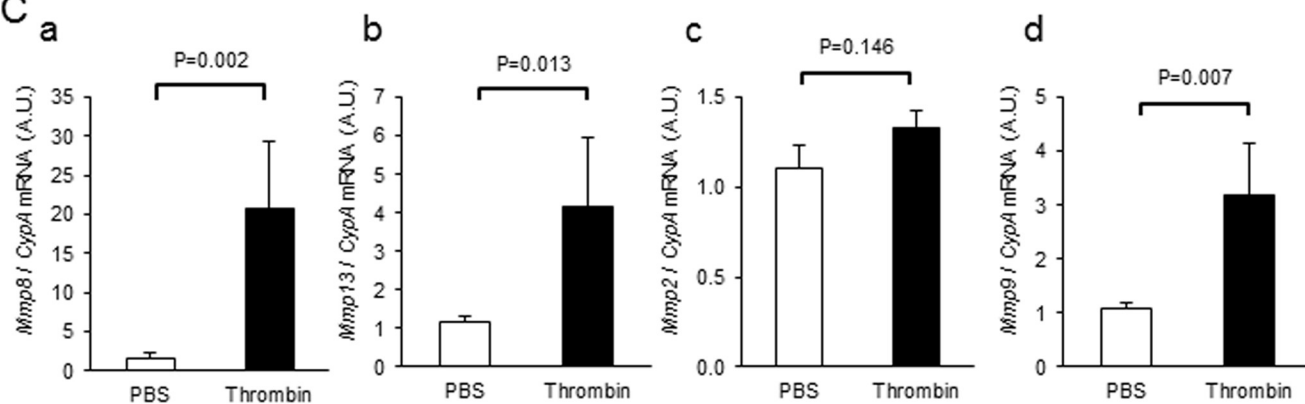 C
a
P=0.002
Mmp8 / CypA mRNA (A.U.)
35
30
25
20
15
10
5
0
PBS Thrombin
b
P=0.013
Mmp13 / CypA mRNA (A.U.)
7
6
5
4
3
2
1
0
PBS Thrombin
c
P=0.146
Mmp2 / CypA mRNA (A.U.)
1.5
1.0
0.5
0.0
PBS Thrombin
d
P=0.007
Mmp9 / CypA mRNA (A.U.)
5
4
3
2
1
0
PBS Thrombin